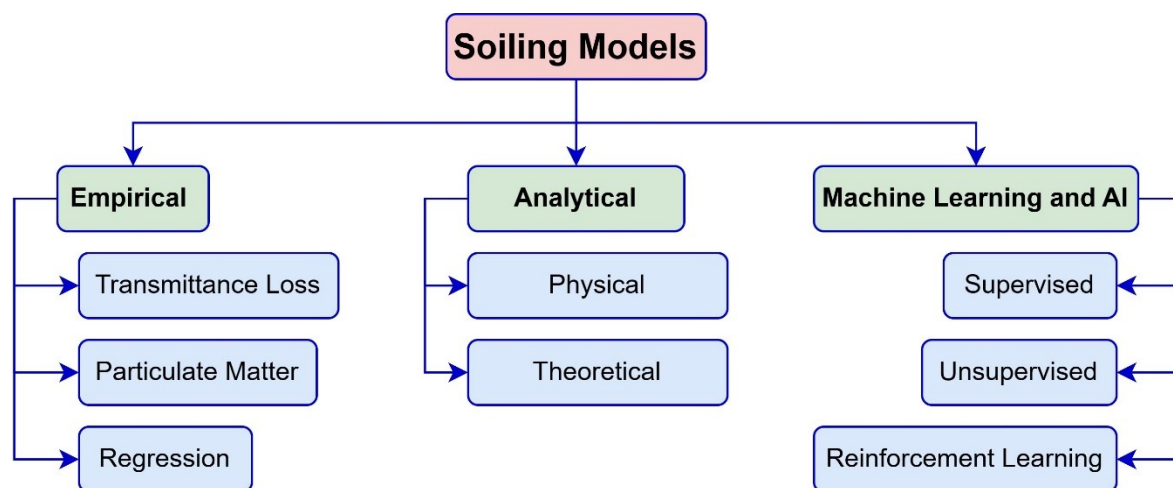 Soiling Models
Empirical
Analytical
Machine Learning and AI
Transmittance Loss
Physical
Supervised
Particulate Matter
Theoretical
Unsupervised
Regression
Reinforcement Learning